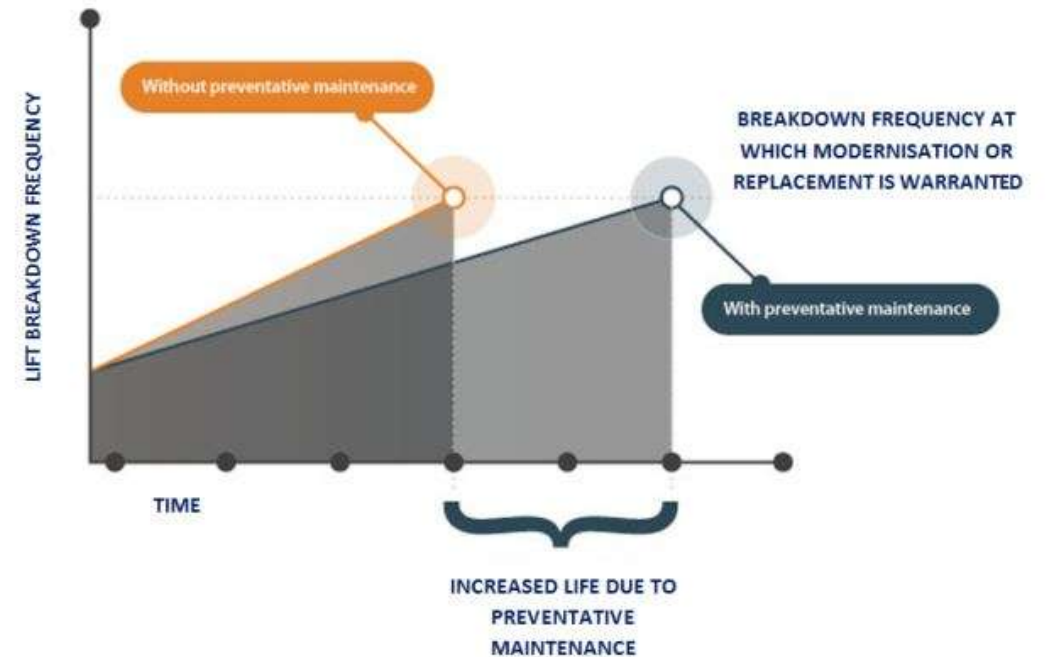 LIFT BREAKDOWN FREQUENCY
Without preventative maintenance
BREAKDOWN FREQUENCY AT
WHICH MODERNISATION OR
REPLACEMENT IS WARRANTED
With preventative maintenance
TIME
INCREASED LIFE DUE TO
PREVENTATIVE
MAINTENANCE